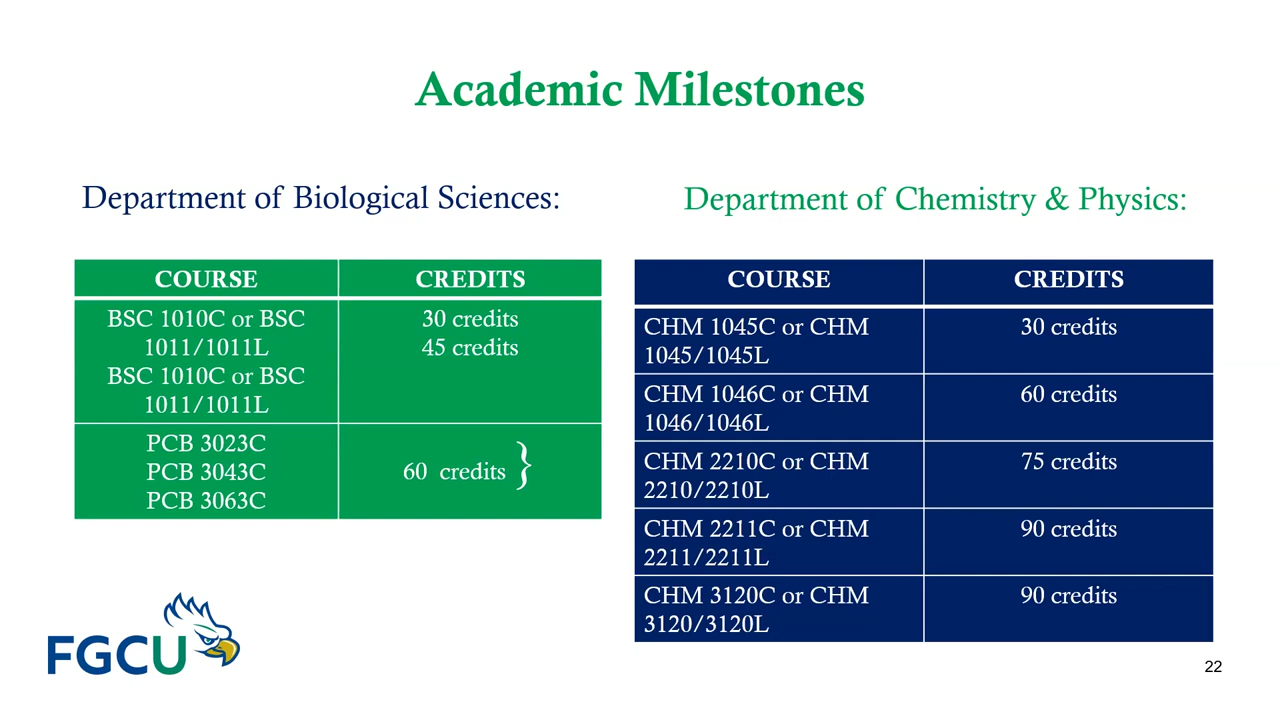 Academic Milestones
Department of Biological Sciences:
COURSE CREDITS
BSC 1010C or BSC 30 credits
1011/1011L 45 credits
BSC 1010C or BSC
1011/1011L
PCB 3023C
PCB 3043C 60 credits }
PCB 3063C
Department of Chemistry & Physics:
COURSE CREDITS
CHM 1045C or CHM 30 credits
1045/1045L
CHM 1046C or CHM 60 credits
1046/1046L
CHM 2210C or CHM 75 credits
2210/2210L
CHM 2211C or CHM 90 credits
2211/2211L
CHM 3120C or CHM 90 credits
3120/3120L
FGCU
22